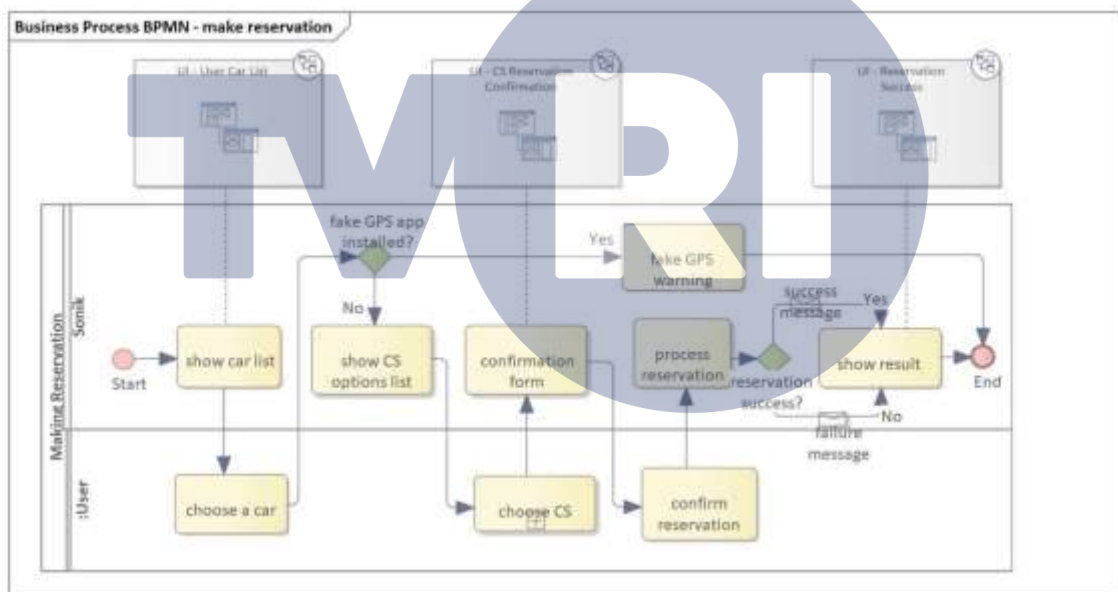 Business Process BPMN - make reservation
UI - User Car List
UI - CS Reservation
Confirmation
UI - Reservation
Success
TVRI
Making Reservation
Sonik
:User
fake GPS app
installed?
Yes
fake GPS
warning
No
Start
show car list
show CS
options list
confirmation
form
process
reservation
success
message
Yes
reservation
success?
show result
End
No
failure
message
choose a car
choose CS
confirm
reservation